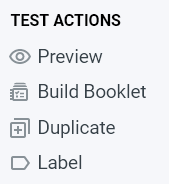 TEST ACTIONS
Preview
Build Booklet
Duplicate
Label